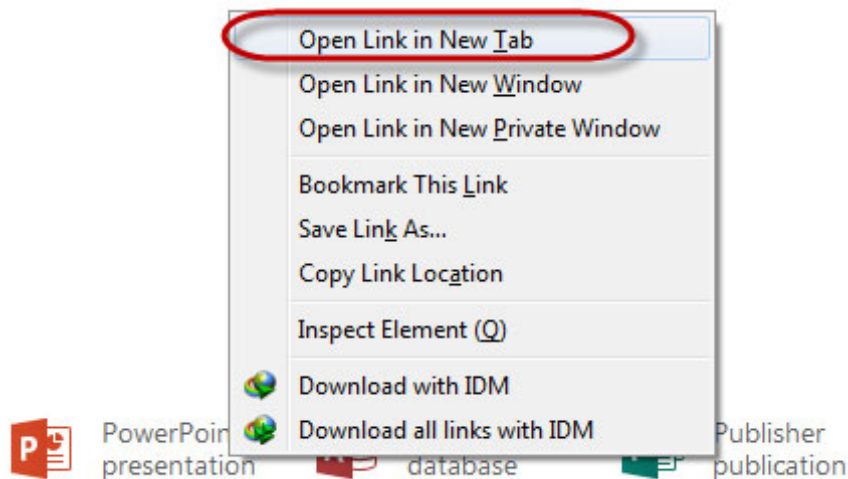 Open Link in New Tab
Open Link in New Window
Open Link in New Private Window
Bookmark This Link
Save Link As...
Copy Link Location
Inspect Element (Q)
Download with IDM
Download all links with IDM
P
PowerPoin
presentation
database
Publisher
publication